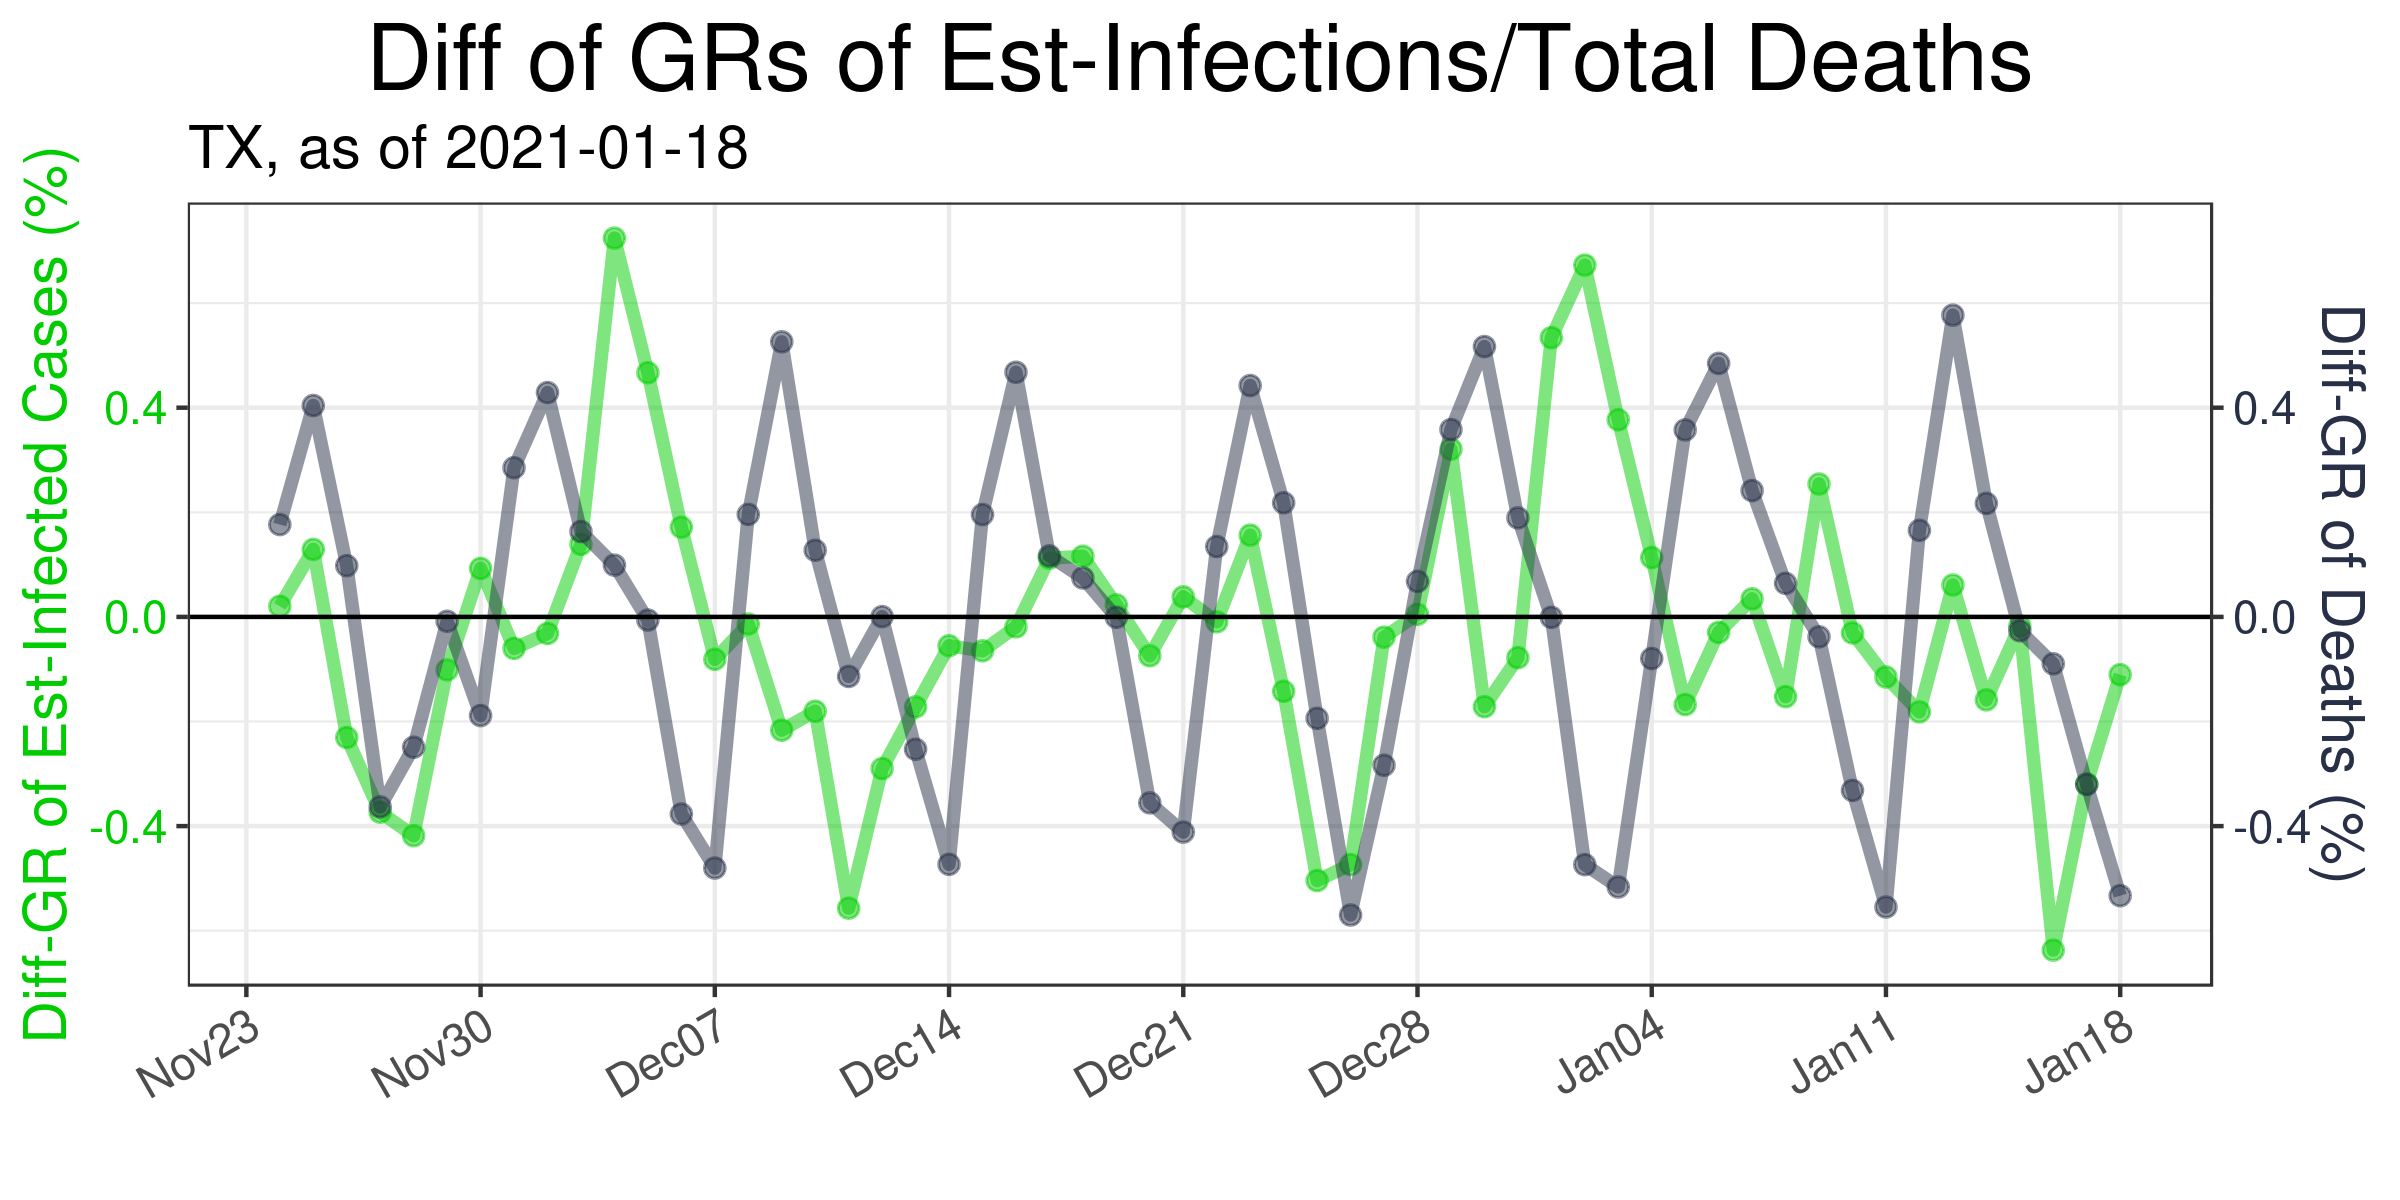 Diff of GRs of Est-Infections/Total Deaths
TX, as of 2021-01-18
Diff-GR of Est-Infected Cases (%)
0.4
0.0
-0.4
0.4
0.0
-0.4
Diff-GR of Deaths (%)
Nov23
Nov30
Dec07
Dec14
Dec21
Dec28
Jan04
Jan11
Jan18